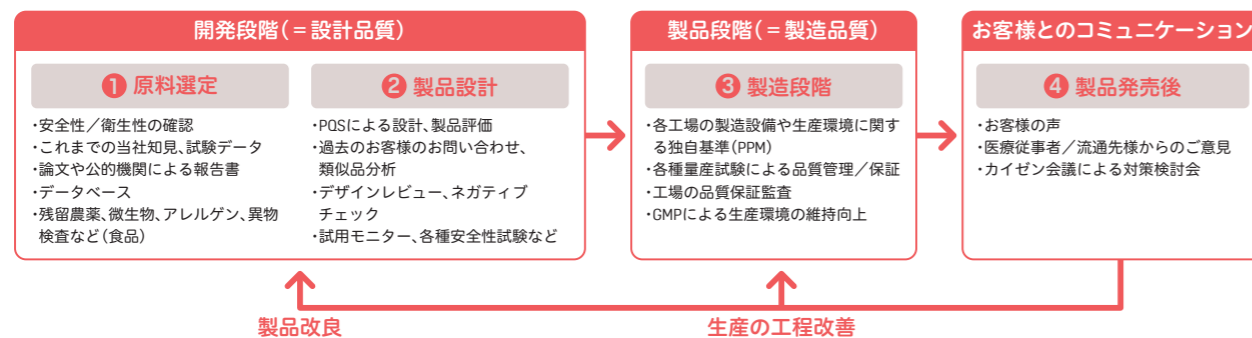 開発段階(=設計品質)
❶原料選定
・安全性/衛生性の確認
・これまでの当社知見、試験データ
・論文や公的機関による報告書
・データベース
・残留農薬、微生物、アレルゲン、異物
検査など(食品)
❷製品設計
・PQSによる設計、製品評価
・過去のお客様のお問い合わせ、
類似品分析
・デザインレビュー、ネガティブ
チェック
・試用モニター、各種安全性試験など
製品段階(=製造品質)
❸製造段階
・各工場の製造設備や生産環境に関す
る独自基準(PPM)
・各種量産試験による品質管理/保証
・工場の品質保証監査
・GMPによる生産環境の維持向上
お客様とのコミュニケーション
❹製品発売後
・お客様の声
・医療従事者/流通先様からのご意見
・カイゼン会議による対策検討会
製品改良
生産の工程改善